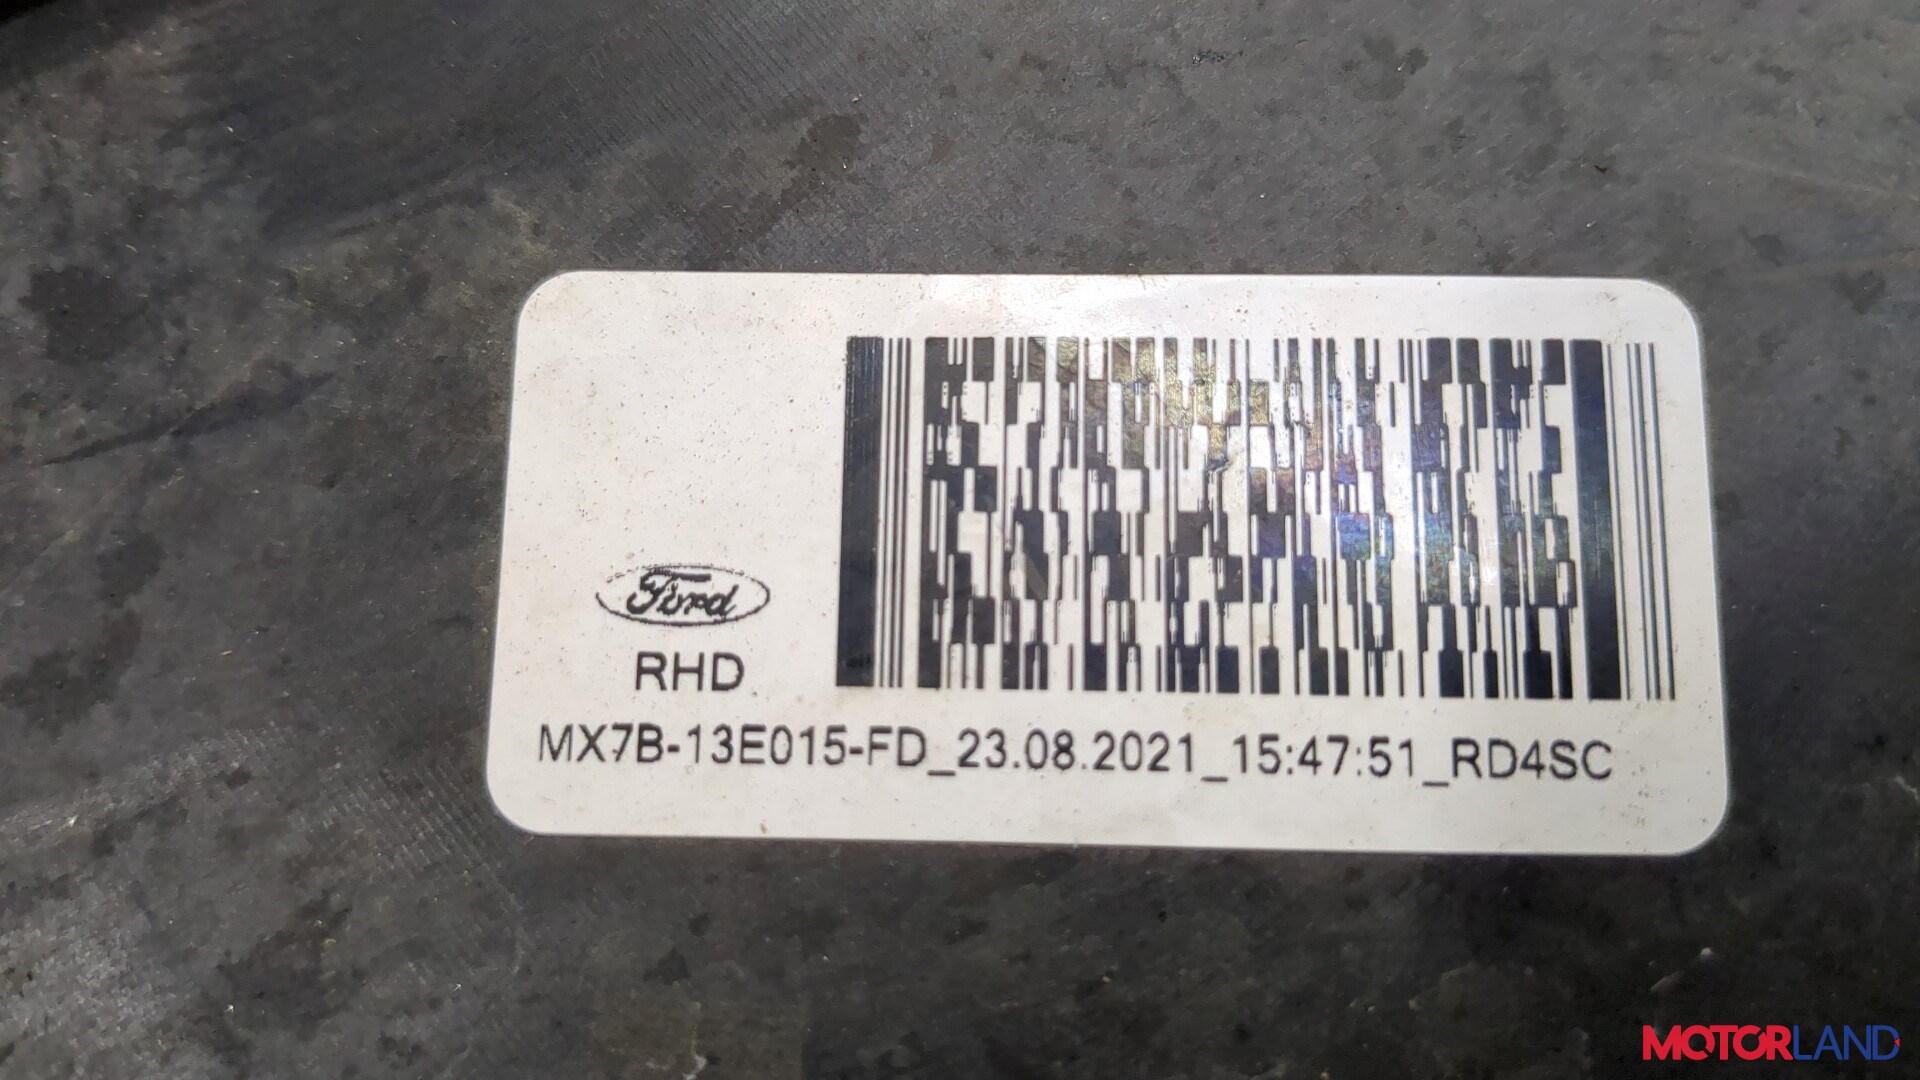 Ford
RHD
MX7B-13E015-FD_23.08.2021_15:47:51_RD4SC
MOTORLAND